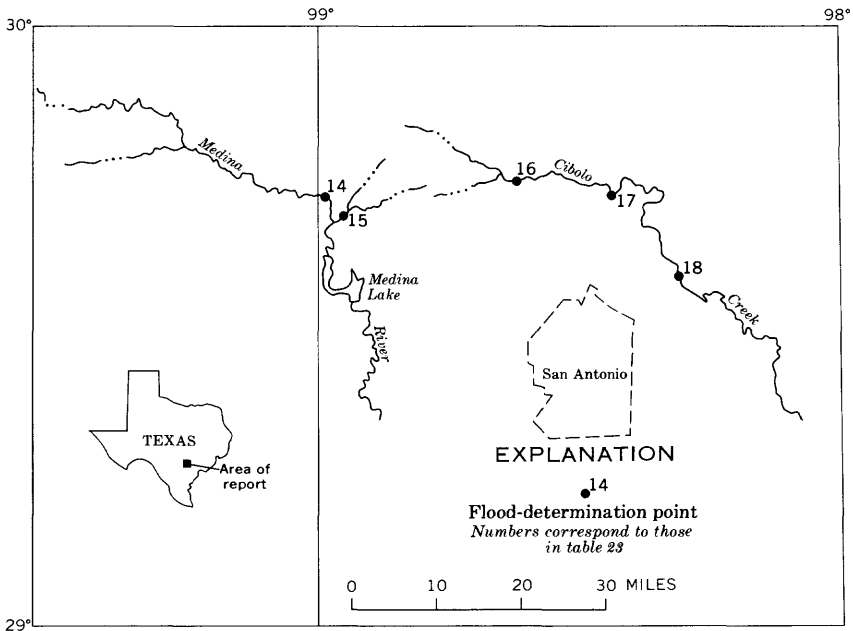 99°
98°
30°
Medina
14
15
16
Cibolo
17
18
Medina
Lake
Creek
River
San Antonio
TEXAS
Area of
report
EXPLANATION
14
Flood-determination point
Numbers correspond to those
in table 23
0 10 20 30 MILES
29°